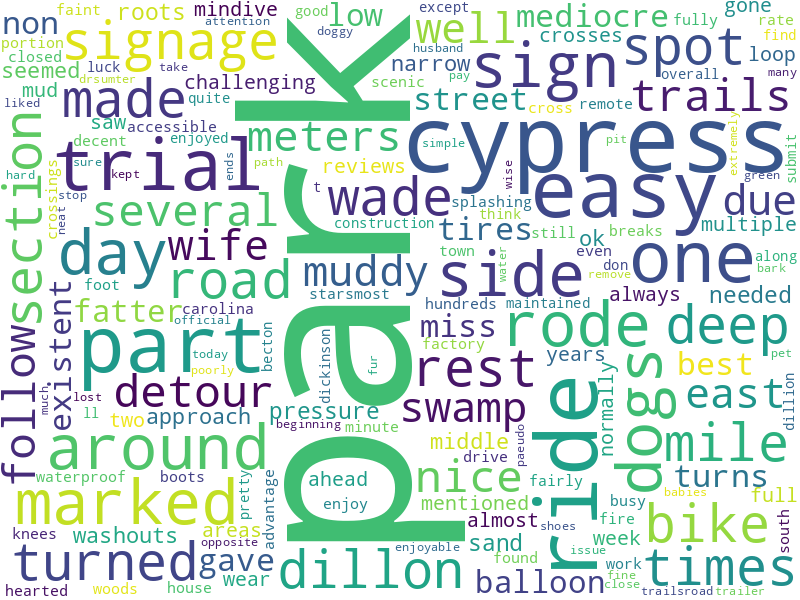 non faint roots mindive good low well mediocre gone rate
portion signage attention except crosses fully find
closed doggy sign spot
seemed luck drsumter take husband narrow pay overall loop many
mud made challenging scenic street trails
liked quite cross remote
section saw accessible meters cypress
decent enjoyed simple pit extremely submit
trial path reviews easy due
hard sure kept ends t wade wise green
crossings several construction splashing multiple
neat stop day wife tires think still ok breaks
road muddy town side water even don one along
foot starsmost remove bark
existent fatter carolina hundreds maintained always needed
follow official miss rode deep
part becton dickinson factory years normally
today fur rest best pet
poorly detour east dillion
much lost ll two approach pressure swamp dogs
around beginning minute middle mile
waterproof boots drive paeudo fairly
pretty advantage ahead nice ride turns
knees marked areas enjoy mentioned babies full
washouts almost shoes busy bike
opposite sand week fire south
turned gave found issue work times
hearted wear dillon enjoyable balloon fine
woods house close trailsroad trailer
park